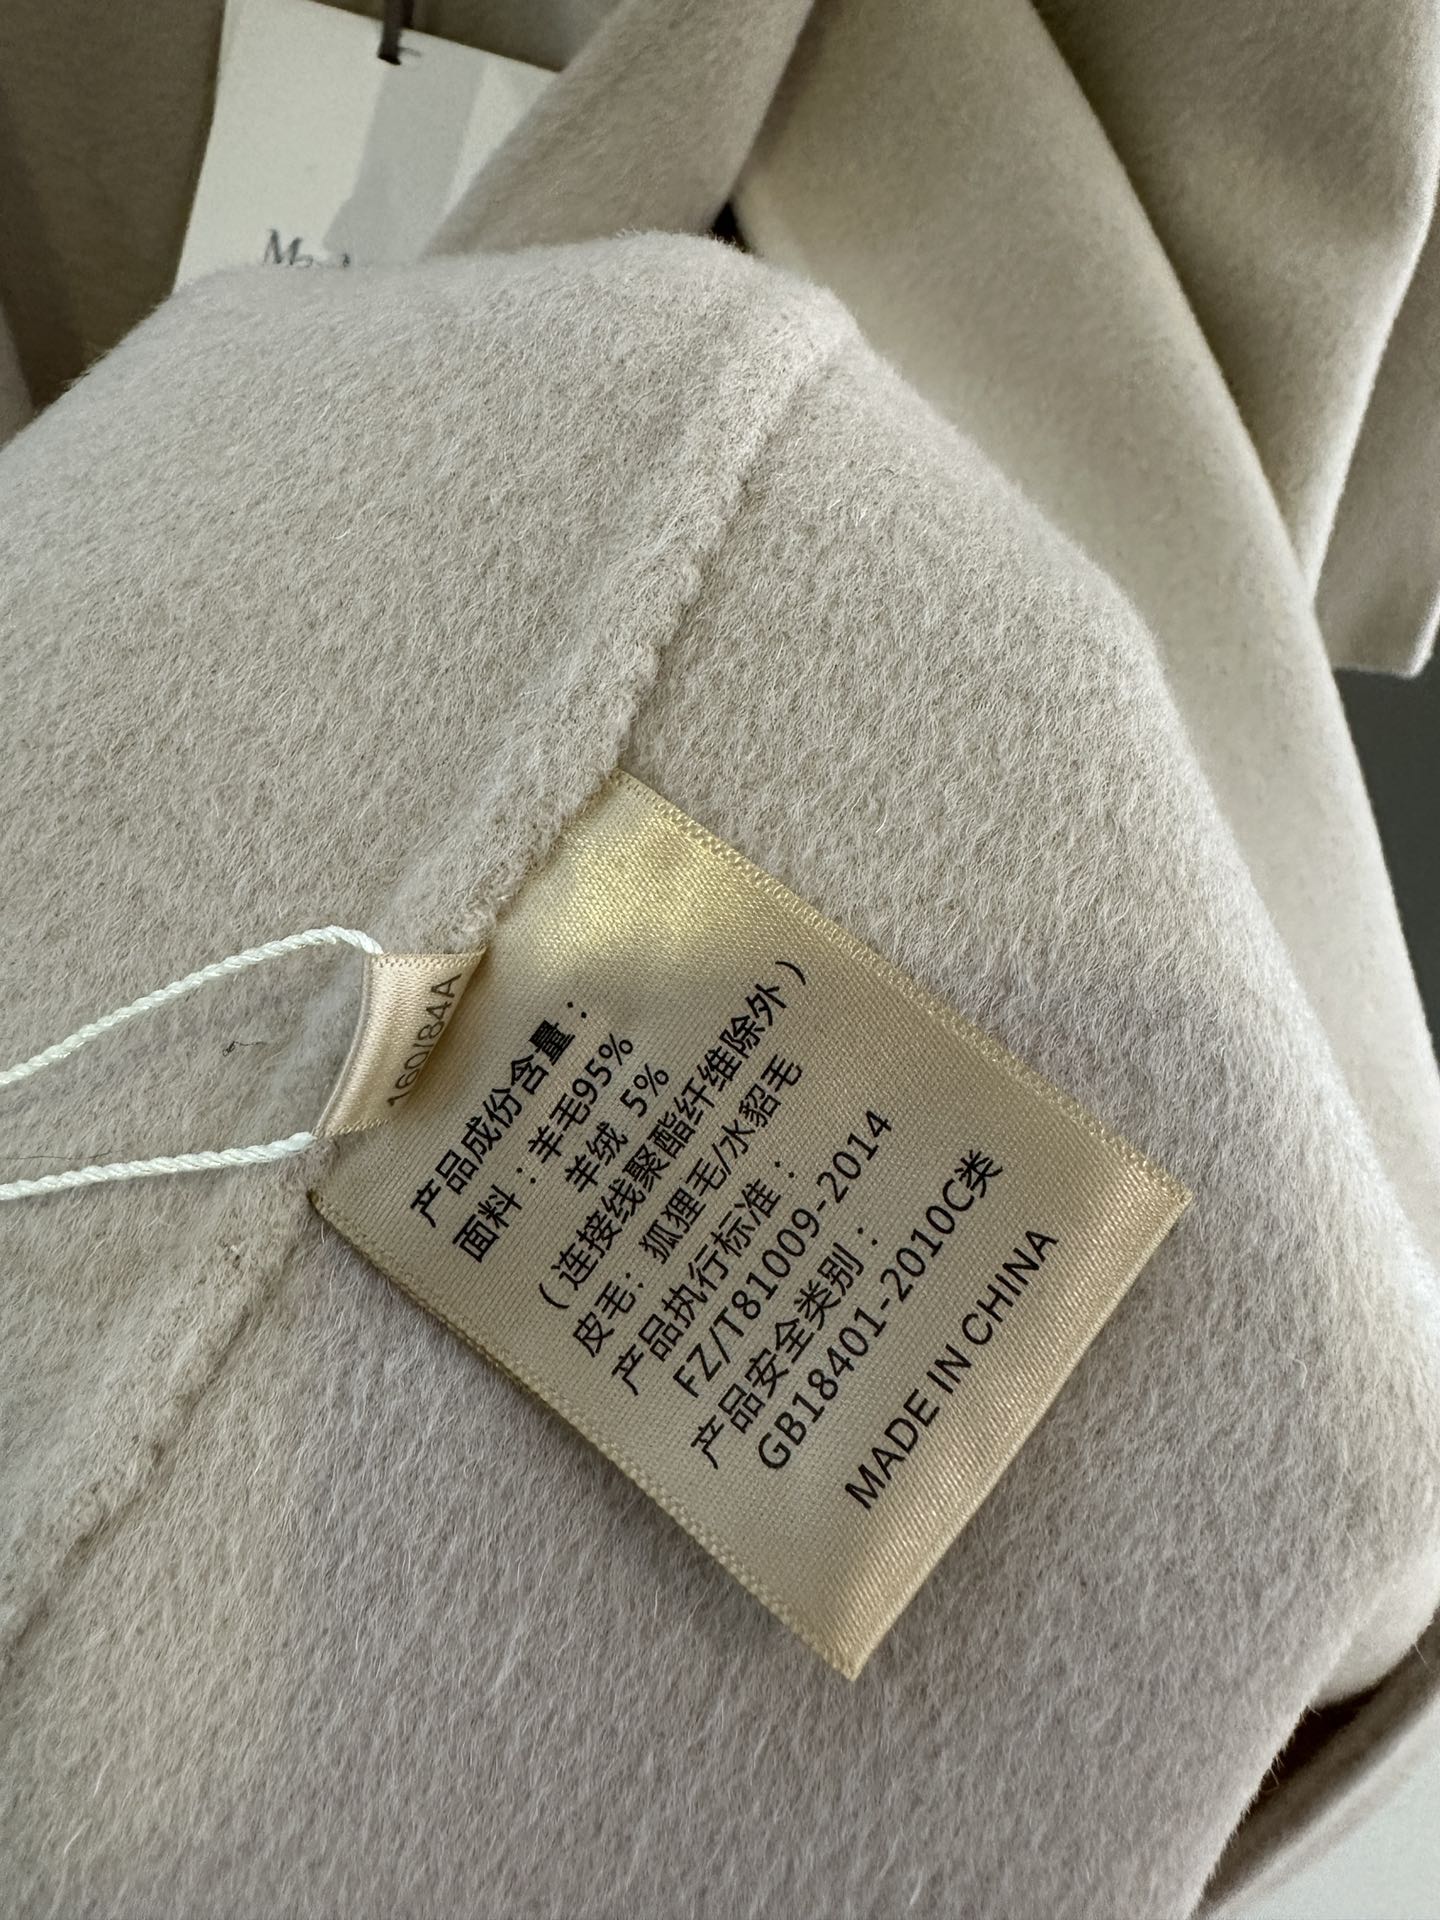 160/84A
产品成份含量：
面料：羊毛95%
羊绒 5%
（连接线聚酯纤维除外）
皮毛：狐狸毛/水貂毛
产品执行标准：
FZ/T81009-2014
产品安全类别：
GB18401-2010C类
MADE IN CHINA